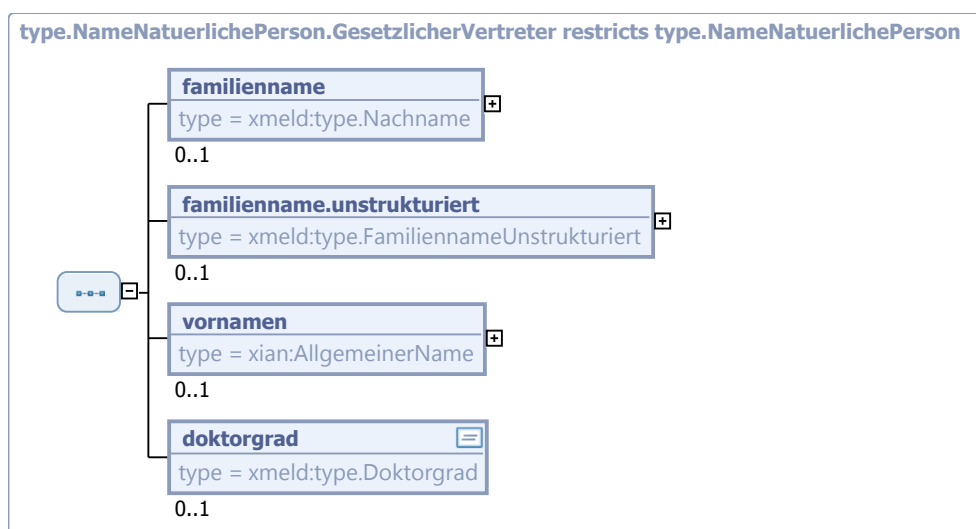 type.NameNatuerlichePerson.GesetzlicherVertreter restricts type.NameNatuerlichePerson
familienname
type = xmeld:type.Nachname
0..1
familienname.unstrukturiert
type = xmeld:type.FamiliennameUnstrukturiert
0..1
vornamen
type = xian:AllgemeinerName
0..1
doktorgrad
type = xmeld:type.Doktorgrad
0..1